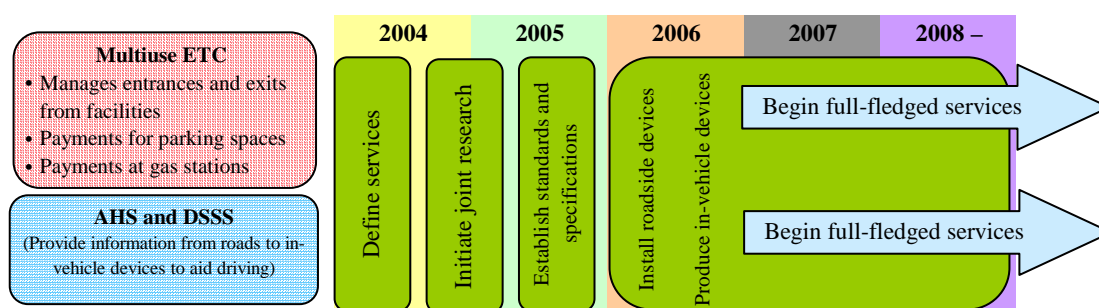 2004
2005
2006
2007
2008 –
Multiuse ETC
• Manages entrances and exits
from facilities
• Payments for parking spaces
• Payments at gas stations
AHS and DSSS
(Provide information from roads to in-
vehicle devices to aid driving)
Define services
Initiate joint research
Establish standards and
specifications
Install roadside devices
Produce in-vehicle devices
Begin full-fledged services
Begin full-fledged services